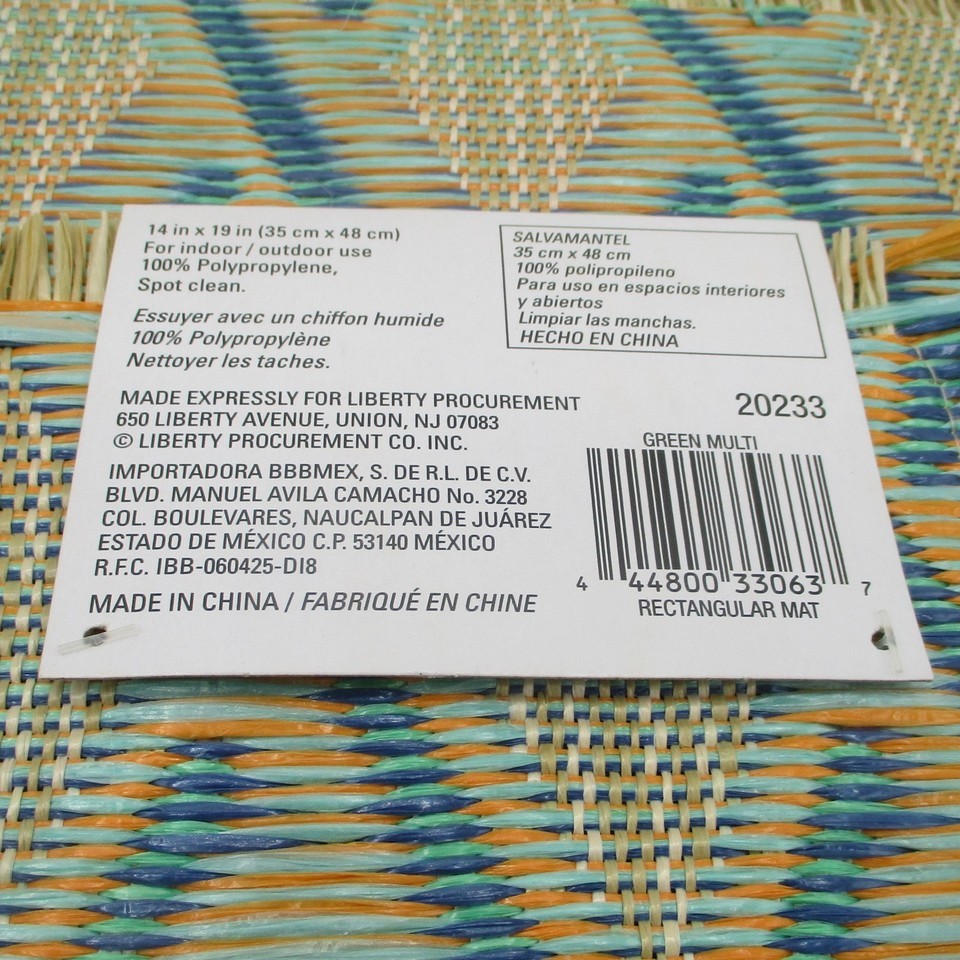 14 in x 19 in (35 cm x 48 cm)
For indoor / outdoor use
100% Polypropylene,
Spot clean.
Essuyer avec un chiffon humide
100% Polypropylène
Nettoyer les taches.
SALVAMANTEL
35 cm x 48 cm
100% polipropileno
Para uso en espacios interiores
y abiertos
Limpiar las manchas.
HECHO EN CHINA
MADE EXPRESSLY FOR LIBERTY PROCUREMENT
650 LIBERTY AVENUE, UNION, NJ 07083
© LIBERTY PROCUREMENT CO. INC.
IMPORTADORA BBBMEX, S. DE R.L. DE C.V.
BLVD. MANUEL AVILA CAMACHO No. 3228
COL. BOULEVARES, NAUCALPAN DE JUÁREZ
ESTADO DE MÉXICO C.P. 53140 MÉXICO
R.F.C. IBB-060425-DI8
MADE IN CHINA / FABRIQUÉ EN CHINE
20233
GREEN MULTI
4 44800 33063 7
RECTANGULAR MAT